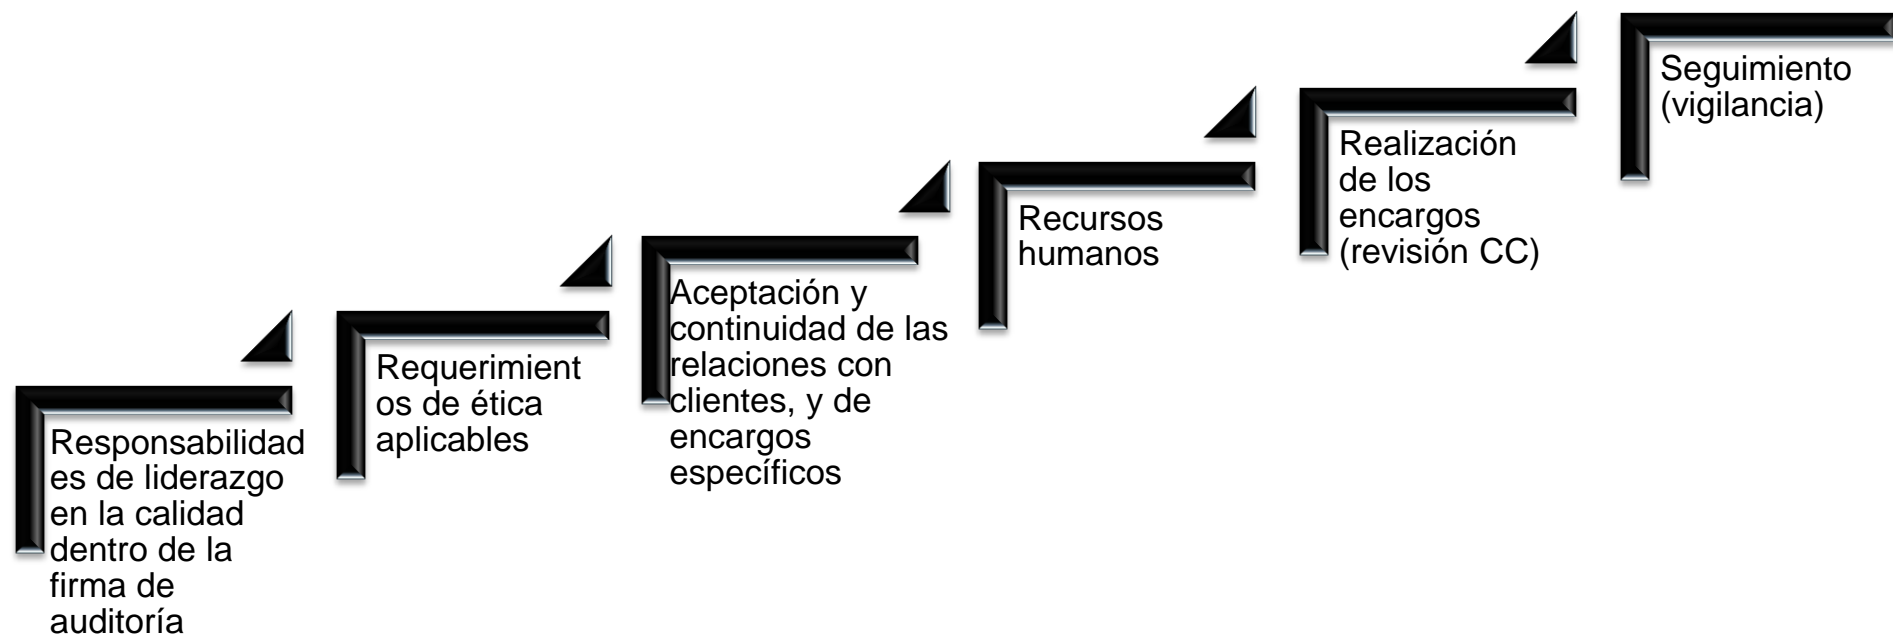 Responsabilidad
es de liderazgo
en la calidad
dentro de la
firma de
auditoría
Requerimient
os de ética
aplicables
Aceptación y
continuidad de las
relaciones con
clientes, y de
encargos
específicos
Recursos
humanos
Realización
de los
encargos
(revisión CC)
Seguimiento
(vigilancia)